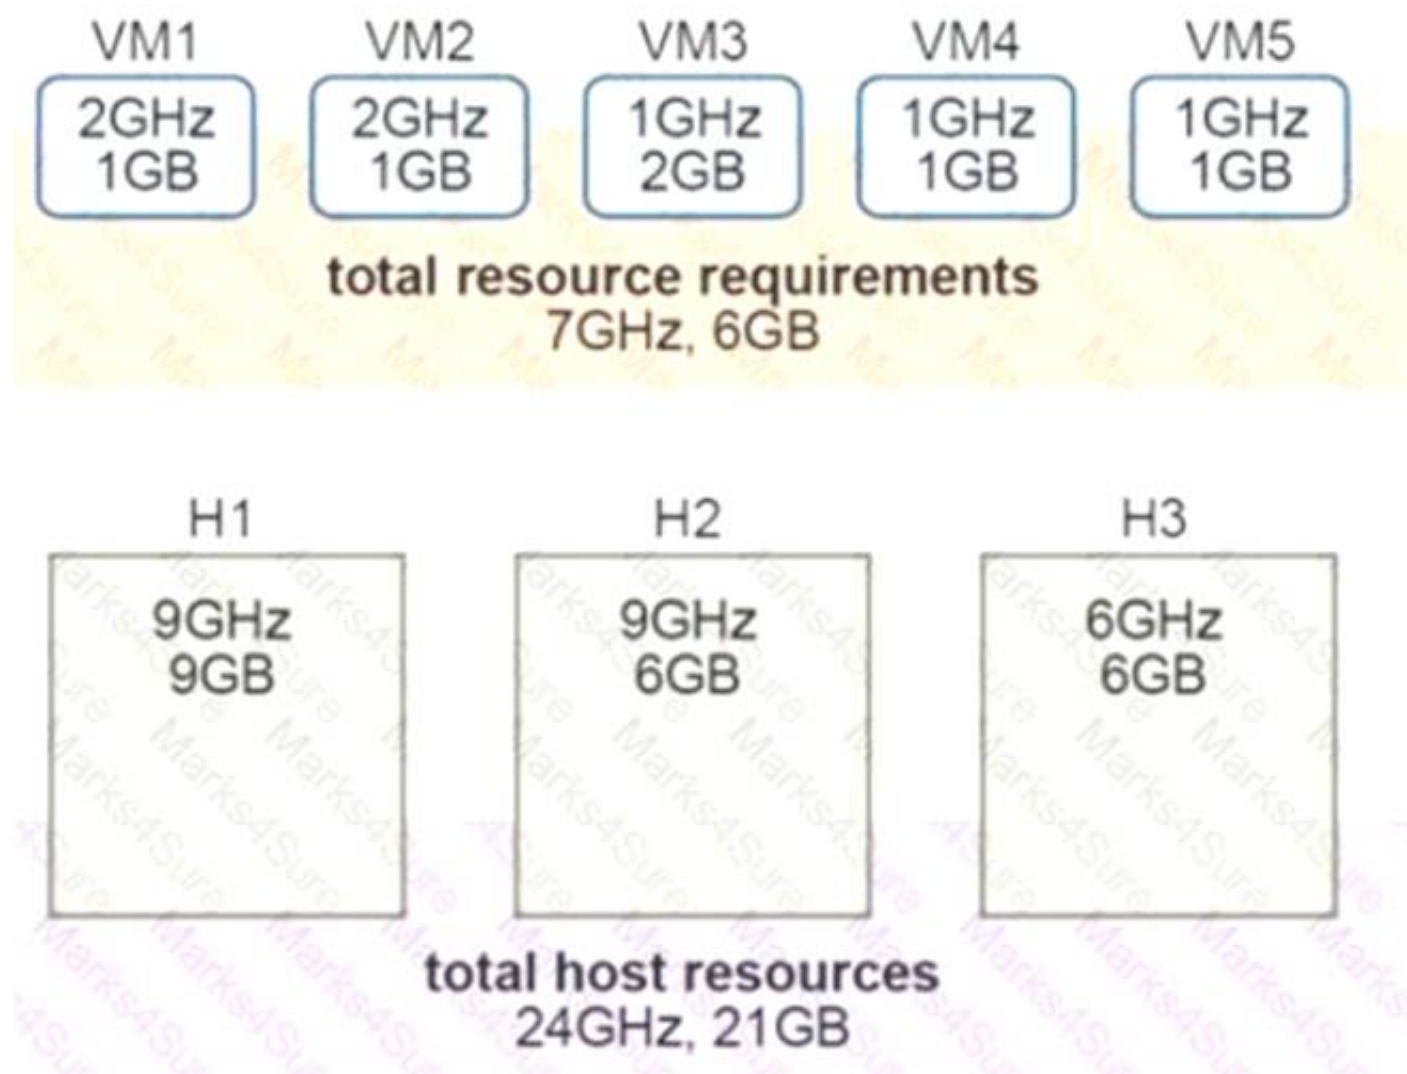 VM1 VM2 VM3 VM4 VM5
2GHz 2GHz 1GHz 1GHz 1GHz
1GB 1GB 2GB 1GB 1GB
total resource requirements
7GHz, 6GB
H1 H2 H3
9GHz 9GHz 6GHz
9GB 6GB 6GB
total host resources
24GHz, 21GB
Marks4Sure